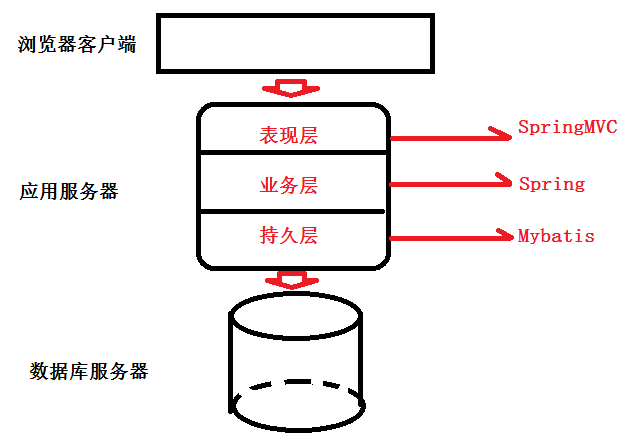 浏览器客户端
表现层
SpringMVC
应用服务器
业务层
Spring
持久层
Mybatis
数据库服务器